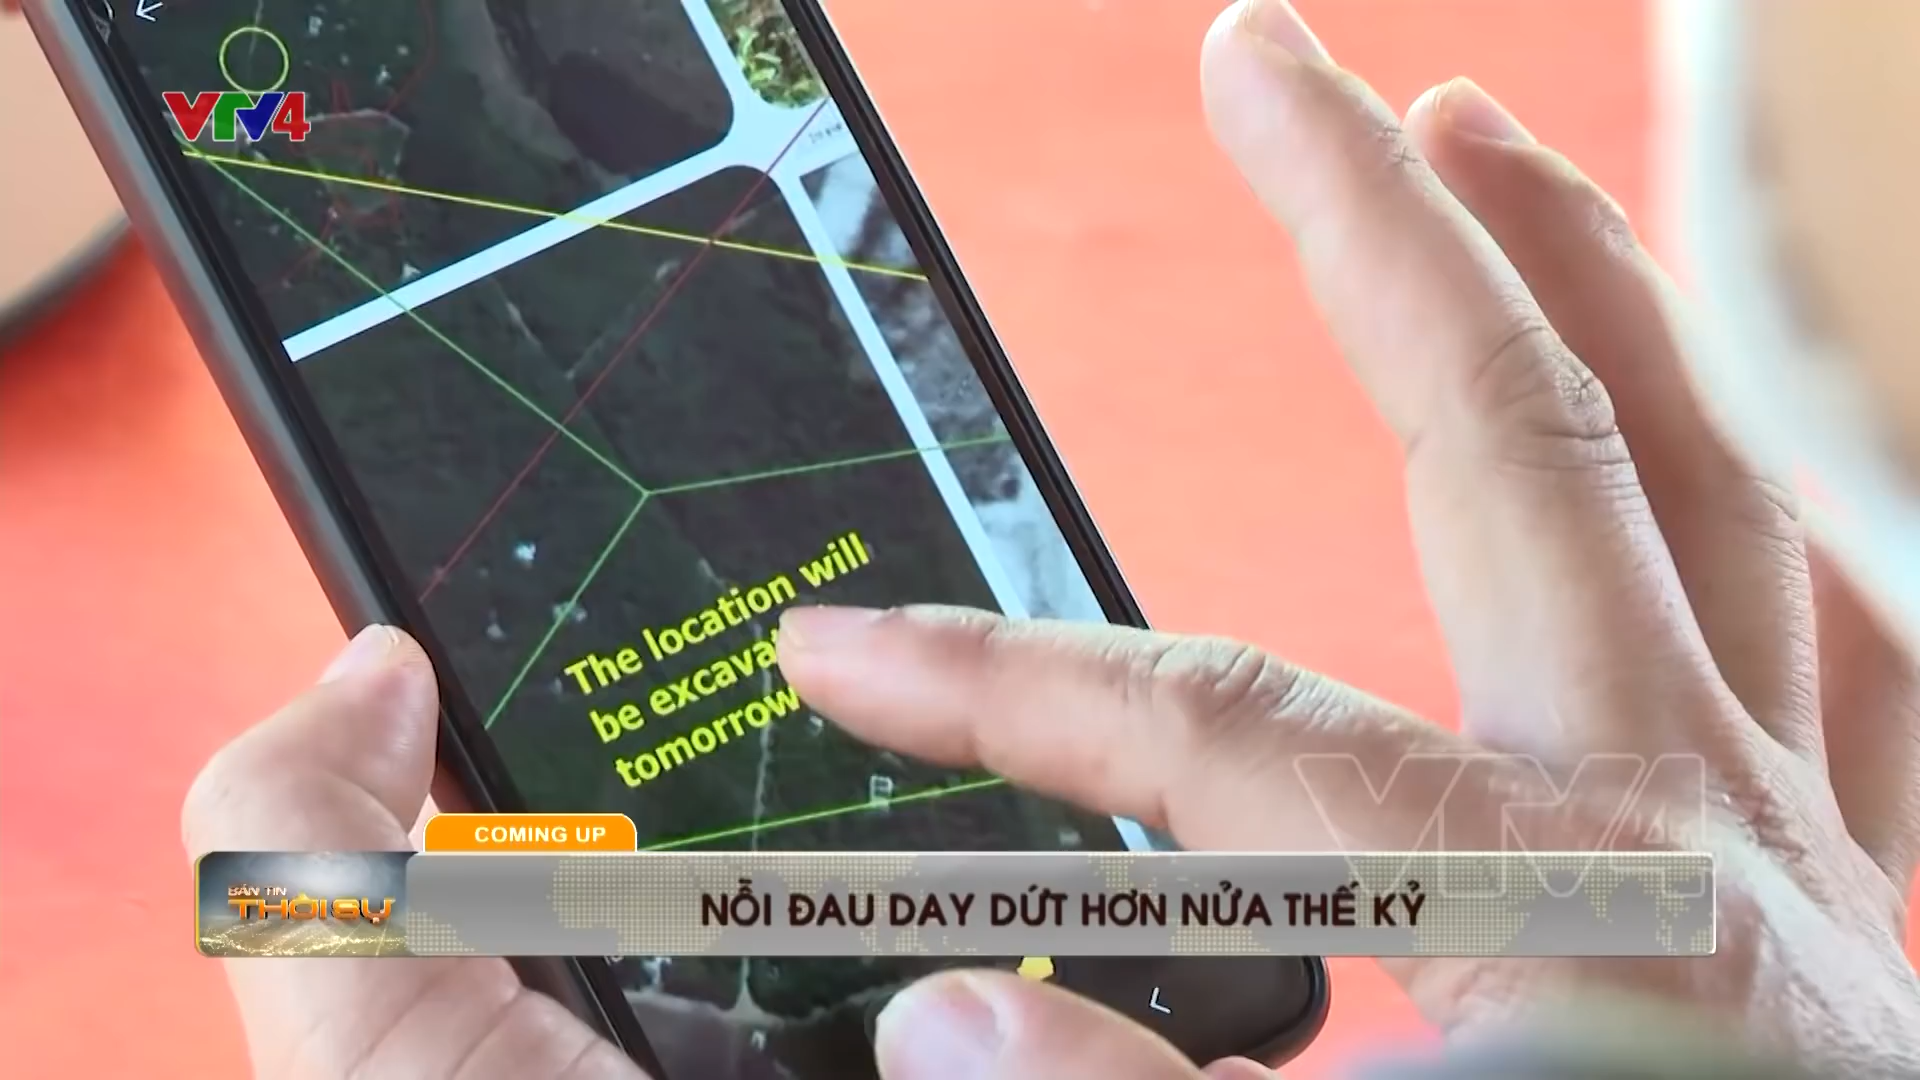 VTV4
The location will
be excavat
tomorrow
VTV4
COMING UP
BẢN TIN
THỜI SỰ
NỖI ĐAU DAY DỨT HƠN NỬA THẾ KỶ